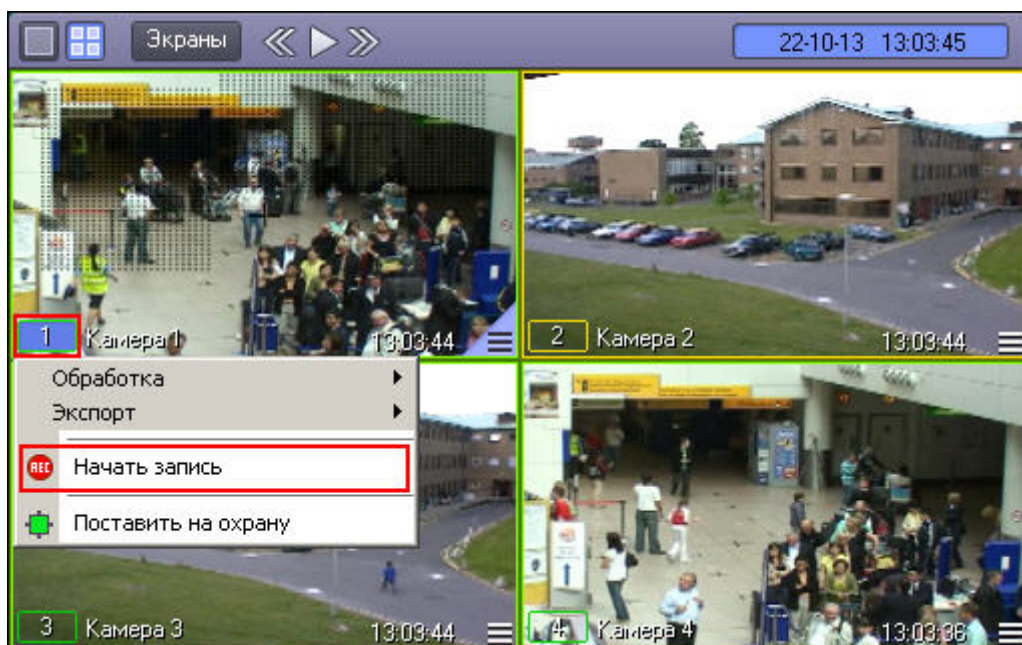 Экраны
22-10-13 13:03:45
1 Камера 1 13:03:44
2 Камера 2 13:03:44
Обработка
Экспорт
REC Начать запись
Поставить на охрану
3 Камера 3 13:03:44
4 Камера 4 13:03:36